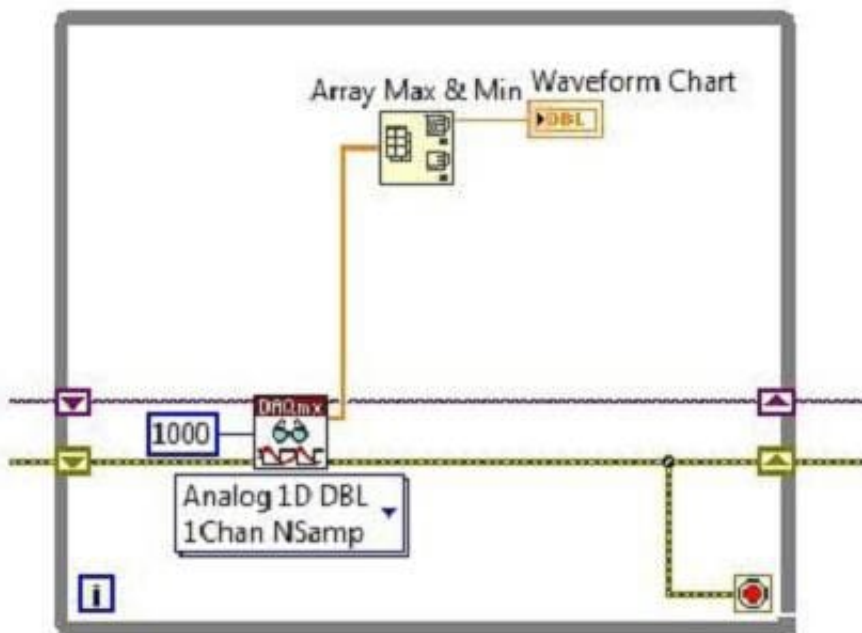 Array Max & Min
Waveform Chart
DBL
DAQmx
1000
Analog 1D DBL
1Chan NSamp
i